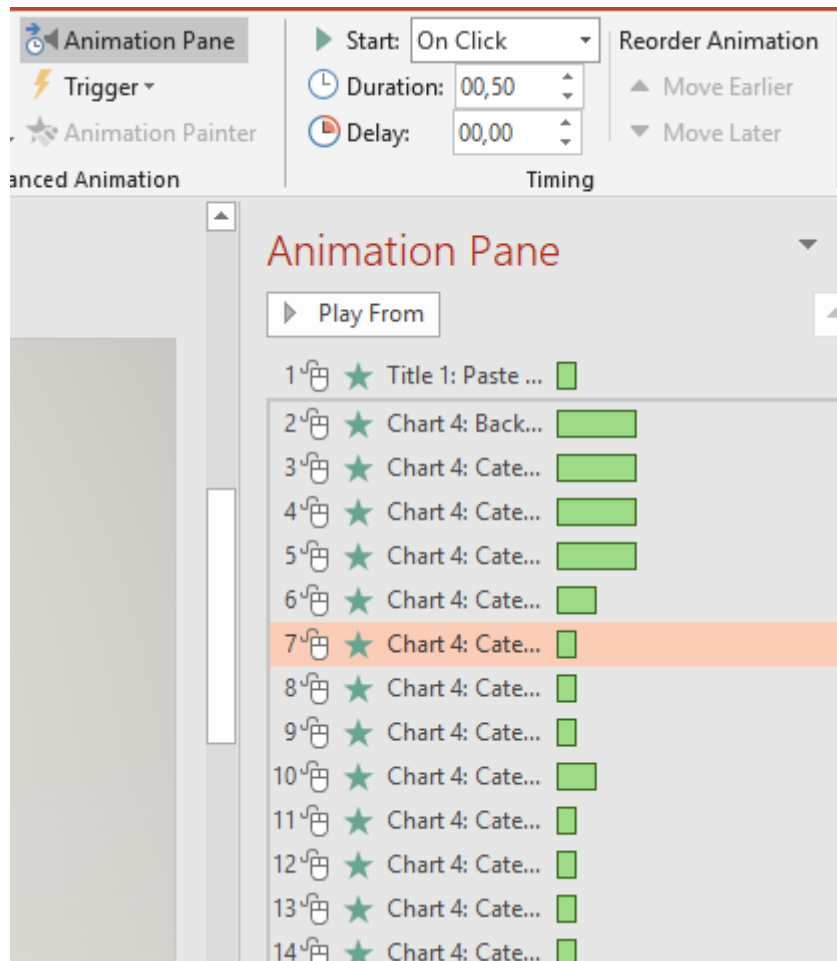 Animation Pane
Trigger
Animation Painter
anced Animation
Start: On Click
Duration: 00,50
Delay: 00,00
Timing
Reorder Animation
Move Earlier
Move Later
Animation Pane
Play From
1 Title 1: Paste ...
2 Chart 4: Back...
3 Chart 4: Cate...
4 Chart 4: Cate...
5 Chart 4: Cate...
6 Chart 4: Cate...
7 Chart 4: Cate...
8 Chart 4: Cate...
9 Chart 4: Cate...
10 Chart 4: Cate...
11 Chart 4: Cate...
12 Chart 4: Cate...
13 Chart 4: Cate...
14 Chart 4: Cate...